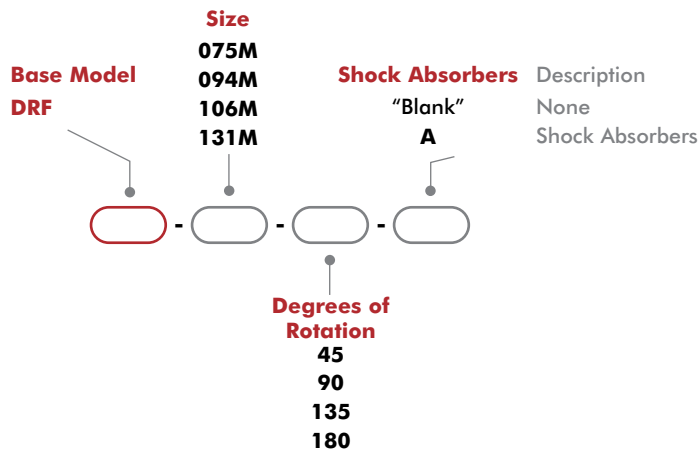 Size
075M
094M
106M
131M
Base Model
DRF
Shock Absorbers Description
“Blank” None
A Shock Absorbers
- - -
Degrees of
Rotation
45
90
135
180